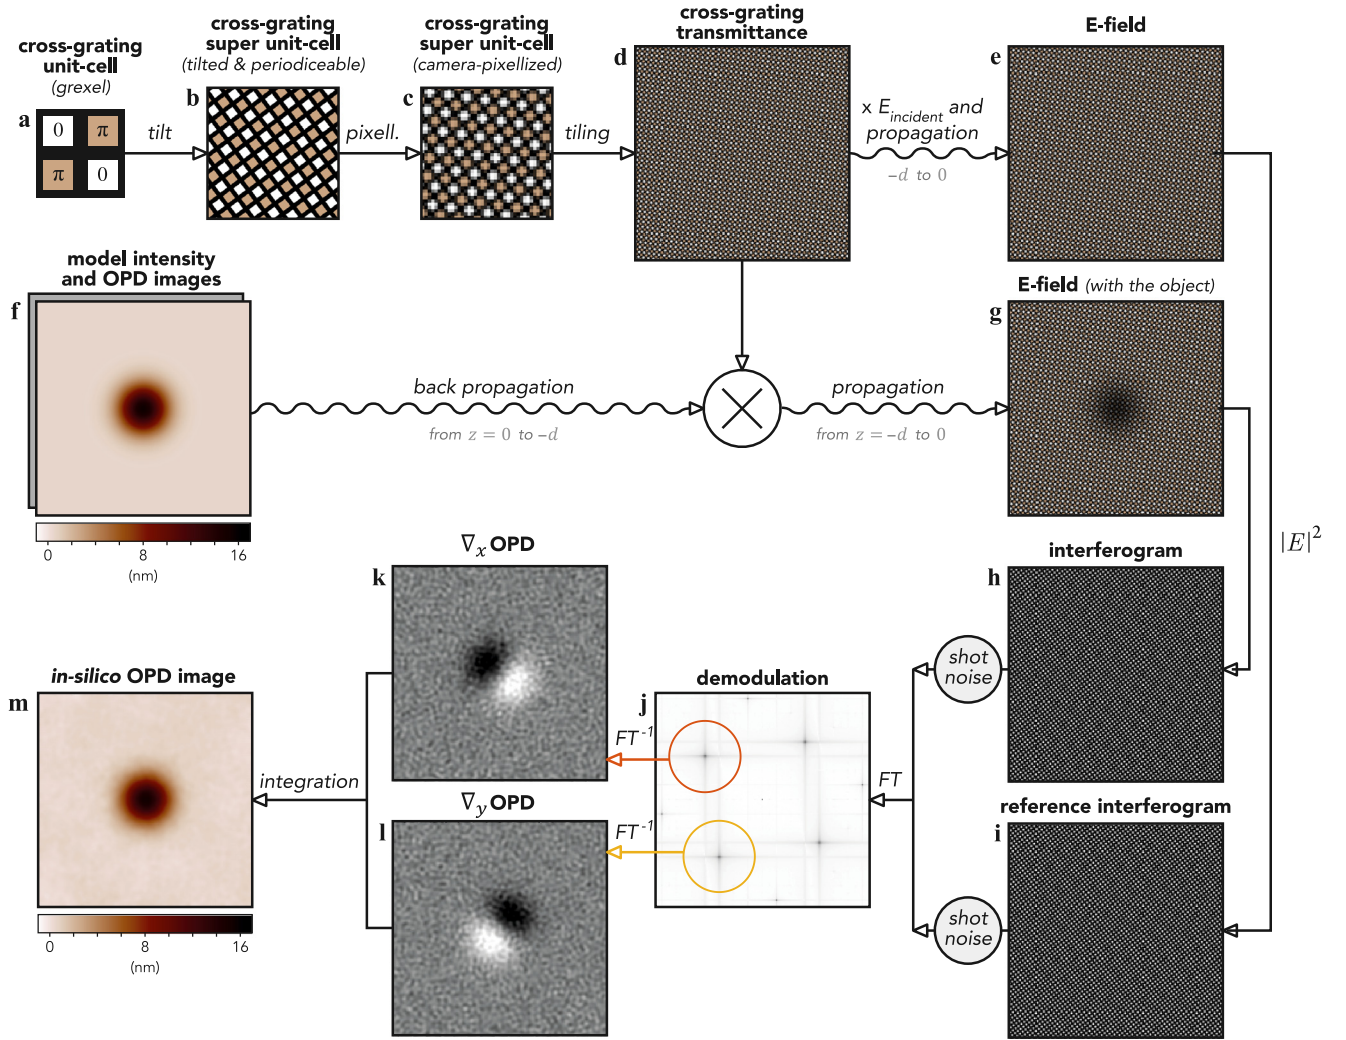 cross-grating
unit-cell
(grexel)
a
0
π
π
0
tilt
cross-grating
super unit-cell
(tilted & periodiceable)
b
pixell.
cross-grating
super unit-cell
(camera-pixellized)
c
tiling
cross-grating
transmittance
d
x E_incident and
propagation
-d to 0
E-field
e
model intensity
and OPD images
f
0 8 16
(nm)
back propagation
from z = 0 to -d
propagation
from z = -d to 0
E-field (with the object)
g
|E|²
interferogram
h
shot
noise
reference interferogram
i
shot
noise
FT
demodulation
j
FT⁻¹
FT⁻¹
∇x OPD
k
∇y OPD
l
integration
in-silico OPD image
m
0 8 16
(nm)